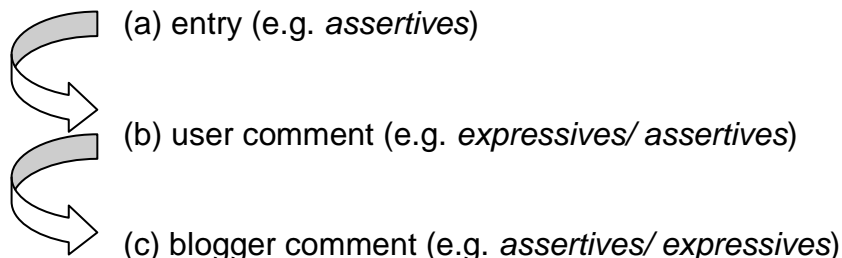 (a) entry (e.g. assertives)
(b) user comment (e.g. expressives/ assertives)
(c) blogger comment (e.g. assertives/ expressives)